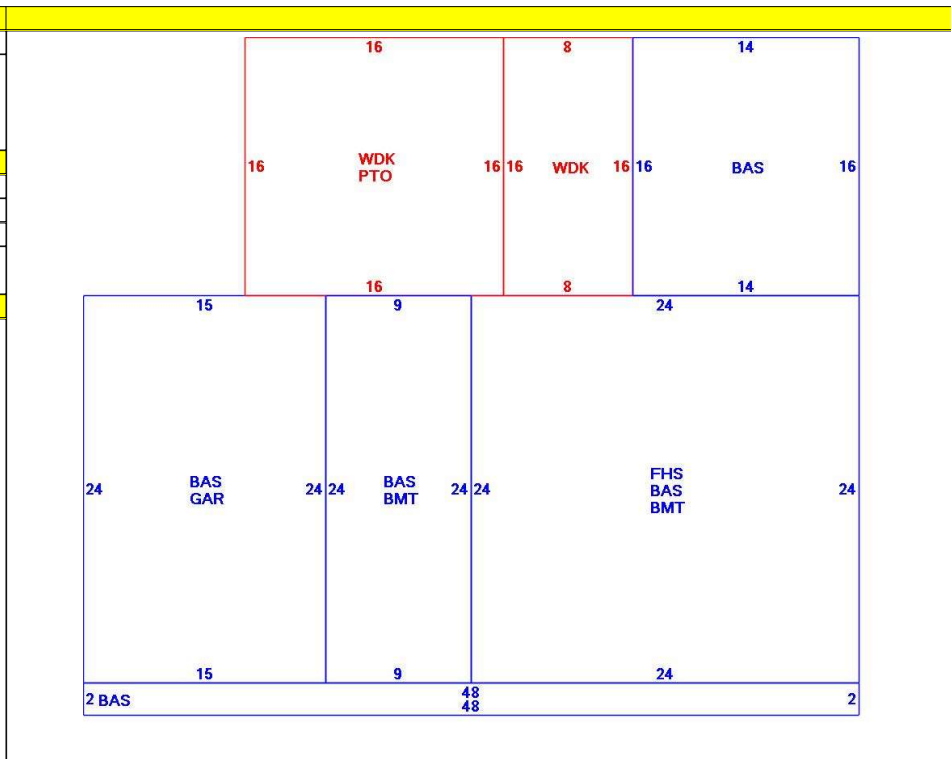 16 8 14
16 WDK 16 16 WDK 16 16 BAS 16
PTO
16 8 14
15 9 24
24 BAS 24 24 BAS 24 24 FHS 24
GAR BMT BAS
BMT
15 9 24
2 BAS 48 2
48